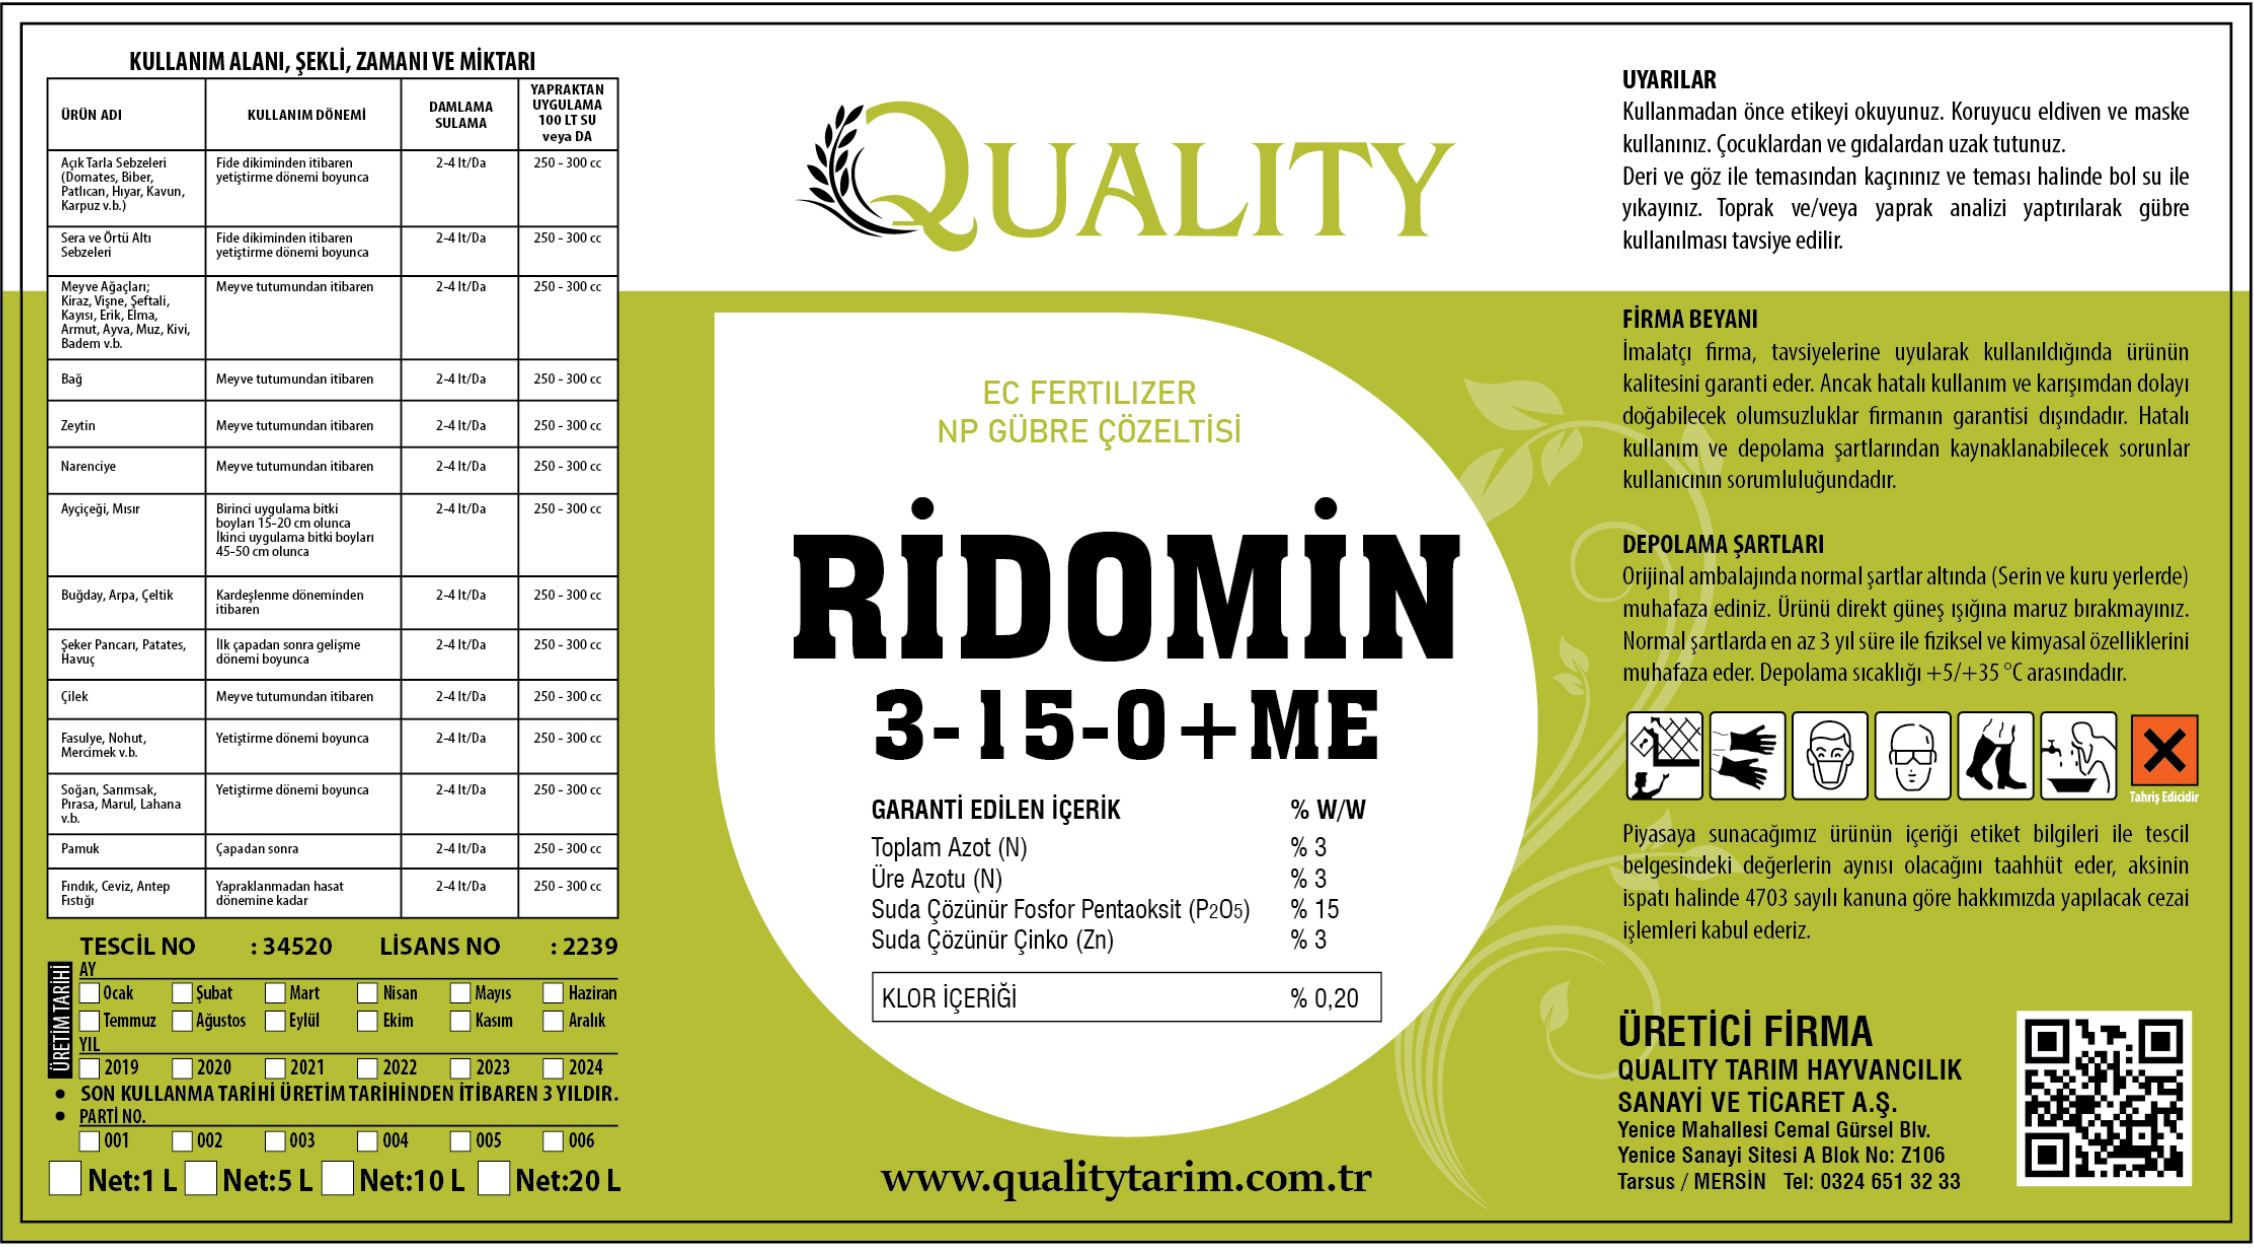 KULLANIM ALANI, ŞEKLİ, ZAMANI VE MİKTARI
ÜRÜN ADI
KULLANIM DÖNEMİ
DAMLAMA
SULAMA
YAPRAKTAN
UYGULAMA
100 LT SU
veya DA
Açık Tarla Sebzeleri
(Domates, Biber,
Patlıcan, Hıyar, Kavun,
Karpuz v.b.)
Fide dikiminden itibaren
yetiştirme dönemi boyunca
2-4 lt/Da
250 - 300 cc
Sera ve Örtü Altı
Sebzeleri
Fide dikiminden itibaren
yetiştirme dönemi boyunca
2-4 lt/Da
250 - 300 cc
Meyve Ağaçları;
Kiraz, Vişne, Şeftali,
Kayısı, Erik, Elma,
Armut, Ayva, Muz, Kivi,
Badem v.b.
Meyve tutumundan itibaren
2-4 lt/Da
250 - 300 cc
Bağ
Meyve tutumundan itibaren
2-4 lt/Da
250 - 300 cc
Zeytin
Meyve tutumundan itibaren
2-4 lt/Da
250 - 300 cc
Narenciye
Meyve tutumundan itibaren
2-4 lt/Da
250 - 300 cc
Ayçiçeği, Mısır
Birinci uygulama bitki
boyları 15-20 cm olunca
İkinci uygulama bitki boyları
45-50 cm olunca
2-4 lt/Da
250 - 300 cc
Buğday, Arpa, Çeltik
Kardeşlenme döneminden
itibaren
2-4 lt/Da
250 - 300 cc
Şeker Pancarı, Patates,
Havuç
İlk çapadan sonra gelişme
dönemi boyunca
2-4 lt/Da
250 - 300 cc
Çilek
Meyve tutumundan itibaren
2-4 lt/Da
250 - 300 cc
Fasulye, Nohut,
Mercimek v.b.
Yetiştirme dönemi boyunca
2-4 lt/Da
250 - 300 cc
Soğan, Sarımsak,
Pırasa, Marul, Lahana
v.b.
Yetiştirme dönemi boyunca
2-4 lt/Da
250 - 300 cc
Pamuk
Çapadan sonra
2-4 lt/Da
250 - 300 cc
Fındık, Ceviz, Antep
Fıstığı
Yapraklanmadan hasat
dönemine kadar
2-4 lt/Da
250 - 300 cc
TESCİL NO : 34520 LİSANS NO : 2239
ÜRETİM TARİHİ
AY
Ocak Şubat Mart Nisan Mayıs Haziran
Temmuz Ağustos Eylül Ekim Kasım Aralık
YIL
2019 2020 2021 2022 2023 2024
• SON KULLANMA TARİHİ ÜRETİM TARİHİNDEN İTİBAREN 3 YILDIR.
• PARTİ NO.
001 002 003 004 005 006
Net:1 L Net:5 L Net:10 L Net:20 L
QUALITY
EC FERTILIZER
NP GÜBRE ÇÖZELTİSİ
RİDOMİN
3-15-0+ME
GARANTİ EDİLEN İÇERİK % W/W
Toplam Azot (N) % 3
Üre Azotu (N) % 3
Suda Çözünür Fosfor Pentaoksit (P2O5) % 15
Suda Çözünür Çinko (Zn) % 3
KLOR İÇERİĞİ % 0,20
www.qualitytarim.com.tr
UYARILAR
Kullanmadan önce etikeyi okuyunuz. Koruyucu eldiven ve maske
kullanınız. Çocuklardan ve gıdalardan uzak tutunuz.
Deri ve göz ile temasından kaçınınız ve teması halinde bol su ile
yıkayınız. Toprak ve/veya yaprak analizi yaptırılarak gübre
kullanılması tavsiye edilir.
FİRMA BEYANI
İmalatçı firma, tavsiyelerine uyularak kullanıldığında ürünün
kalitesini garanti eder. Ancak hatalı kullanım ve karışımdan dolayı
doğabilecek olumsuzluklar firmanın garantisi dışındadır. Hatalı
kullanım ve depolama şartlarından kaynaklanabilecek sorunlar
kullanıcının sorumluluğundadır.
DEPOLAMA ŞARTLARI
Orijinal ambalajında normal şartlar altında (Serin ve kuru yerlerde)
muhafaza ediniz. Ürünü direkt güneş ışığına maruz bırakmayınız.
Normal şartlarda en az 3 yıl süre ile fiziksel ve kimyasal özelliklerini
muhafaza eder. Depolama sıcaklığı +5/+35 °C arasındadır.
Tahriş Edicidir
Piyasaya sunacağımız ürünün içeriği etiket bilgileri ile tescil
belgesindeki değerlerin aynısı olacağını taahhüt eder, aksinin
ispatı halinde 4703 sayılı kanuna göre hakkımızda yapılacak cezai
işlemleri kabul ederiz.
ÜRETİCİ FİRMA
QUALITY TARIM HAYVANCILIK
SANAYİ VE TİCARET A.Ş.
Yenice Mahallesi Cemal Gürsel Blv.
Yenice Sanayi Sitesi A Blok No: Z106
Tarsus / MERSİN Tel: 0324 651 32 33